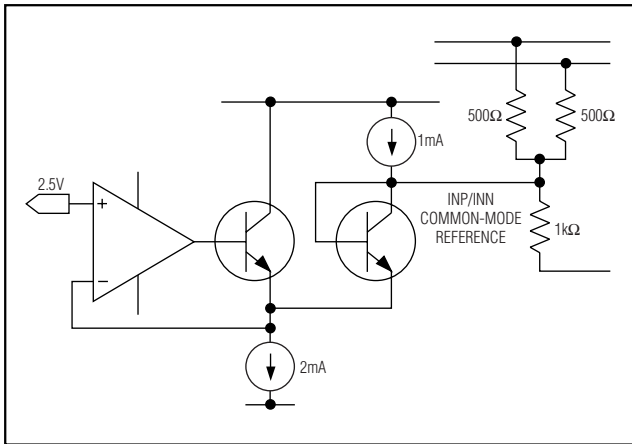 500Ω
500Ω
1mA
2.5V
+
−
INP/INN
COMMON-MODE
REFERENCE
1kΩ
2mA